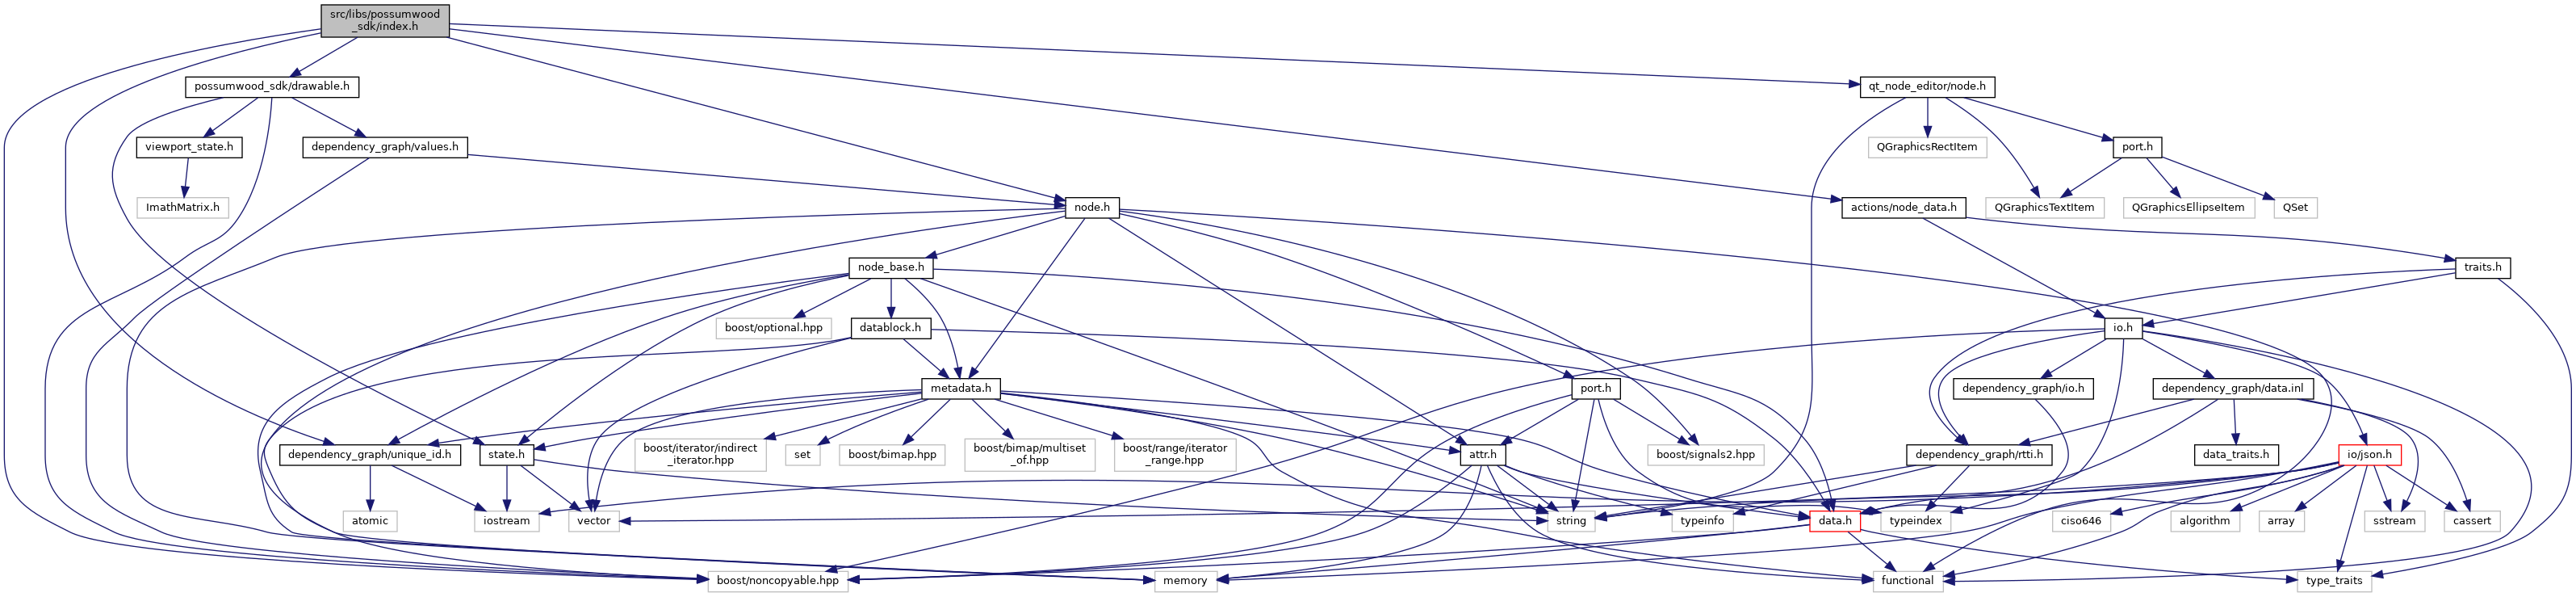 src/libs/possumwood
_sdk/index.h
possumwood_sdk/drawable.h
qt_node_editor/node.h
viewport_state.h
dependency_graph/values.h
QGraphicsRectItem
port.h
ImathMatrix.h
node.h
actions/node_data.h
QGraphicsTextItem
QGraphicsEllipseItem
QSet
node_base.h
traits.h
boost/optional.hpp
datablock.h
io.h
metadata.h
port.h
dependency_graph/io.h
dependency_graph/data.inl
dependency_graph/unique_id.h
state.h
boost/iterator/indirect
_iterator.hpp
set
boost/bimap.hpp
boost/bimap/multiset
_of.hpp
boost/range/iterator
_range.hpp
attr.h
boost/signals2.hpp
dependency_graph/rtti.h
data_traits.h
io/json.h
atomic
iostream
vector
string
typeinfo
data.h
typeindex
ciso646
algorithm
array
sstream
cassert
boost/noncopyable.hpp
memory
functional
type_traits